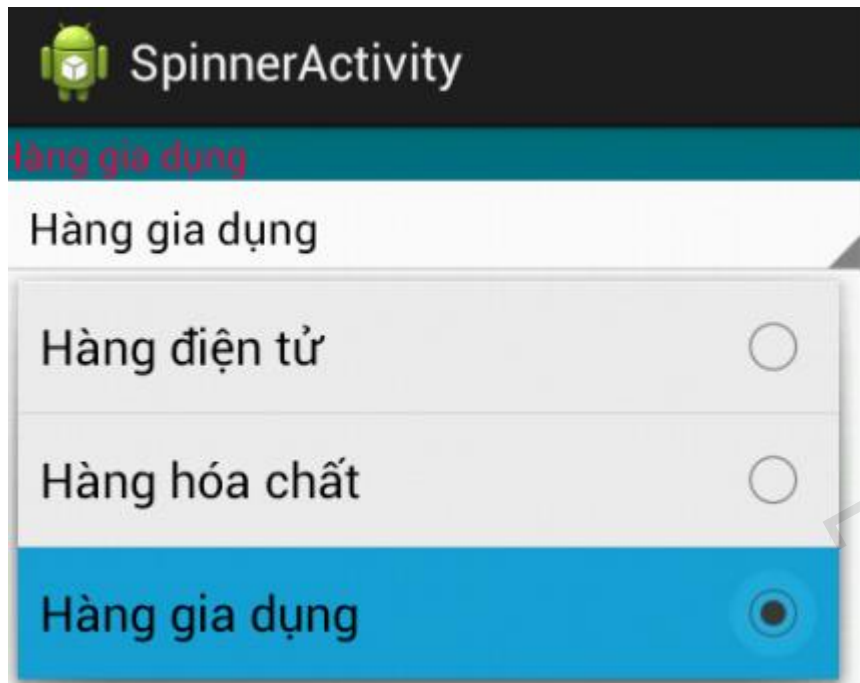 SpinnerActivity
Hàng gia dụng
Hàng gia dụng
Hàng điện tử
Hàng hóa chất
Hàng gia dụng